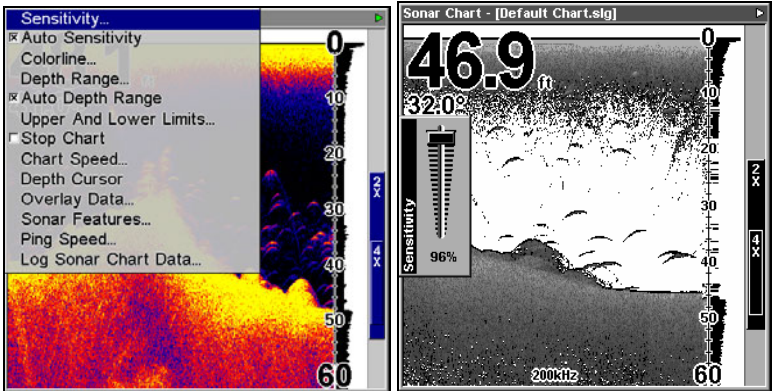 Sensitivity...
Auto Sensitivity
Colorline...
Depth Range...
Auto Depth Range
Upper And Lower Limits...
Stop Chart
Chart Speed...
Depth Cursor
Overlay Data...
Sonar Features...
Ping Speed...
Log Sonar Chart Data...
0
10
20
30
40
50
60
2X
4X
Sonar Chart - [Default Chart.slg]
46.9 ft
32.0°
Sensitivity
96%
0
10
20
30
40
50
60
2X
4X
200kHz